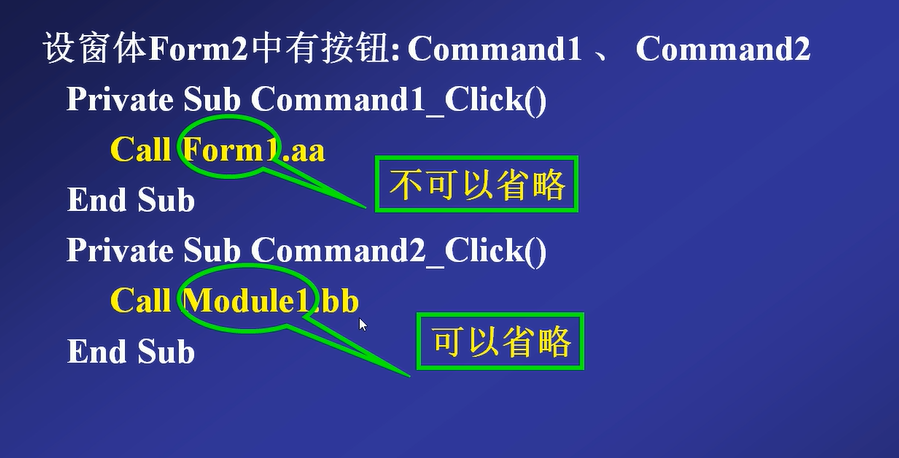 设窗体Form2中有按钮: Command1 、 Command2
Private Sub Command1_Click()
Call Form1.aa
不可以省略
End Sub
Private Sub Command2_Click()
Call Module1.bb
可以省略
End Sub